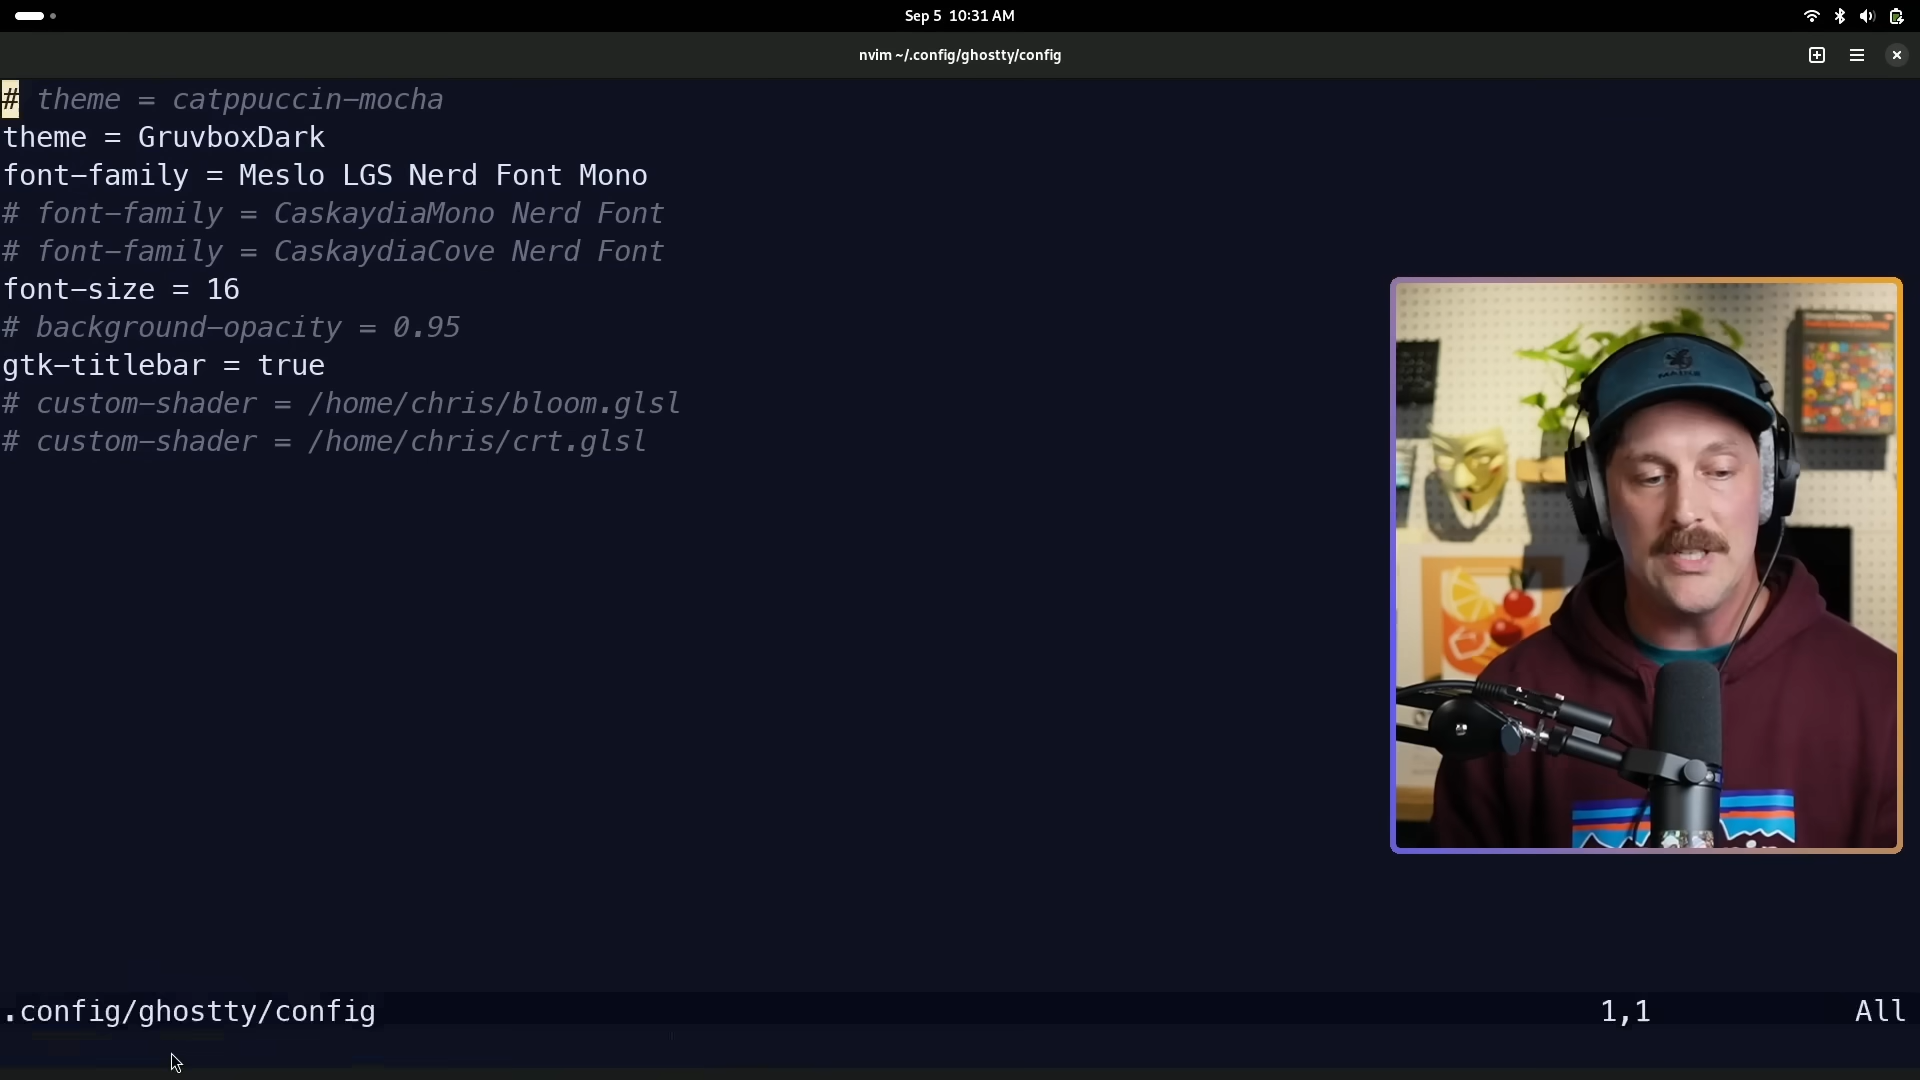 Sep 5 10:31 AM
nvim ~/.config/ghostty/config
# theme = catppuccin-mocha
theme = GruvboxDark
font-family = Meslo LGS Nerd Font Mono
# font-family = CaskaydiaMono Nerd Font
# font-family = CaskaydiaCove Nerd Font
font-size = 16
# background-opacity = 0.95
gtk-titlebar = true
# custom-shader = /home/chris/bloom.glsl
# custom-shader = /home/chris/crt.glsl
.config/ghostty/config 1,1 All